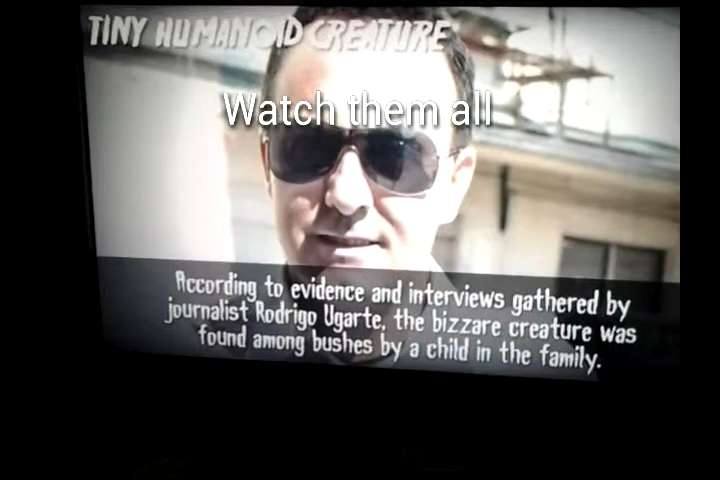 TINY HUMANOID CREATURE
Watch them all
According to evidence and interviews gathered by
journalist Rodrigo Ugarte, the bizzare creature was
found among bushes by a child in the family.